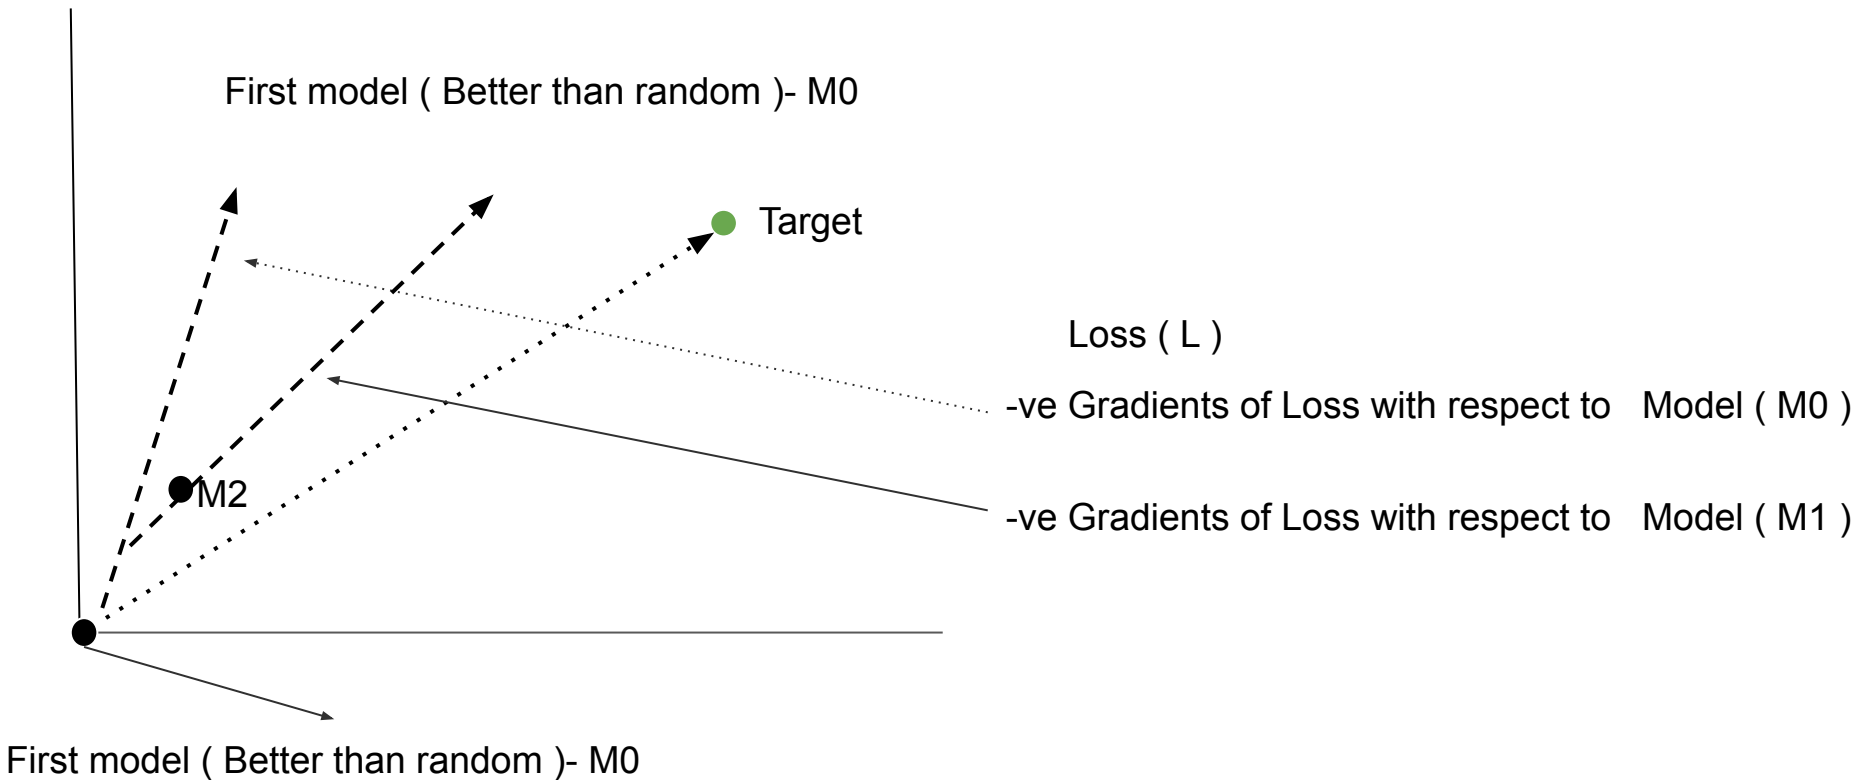 First model ( Better than random )- M0
Target
Loss ( L )
-ve Gradients of Loss with respect to   Model ( M0 )
M2
-ve Gradients of Loss with respect to   Model ( M1 )
First model ( Better than random )- M0